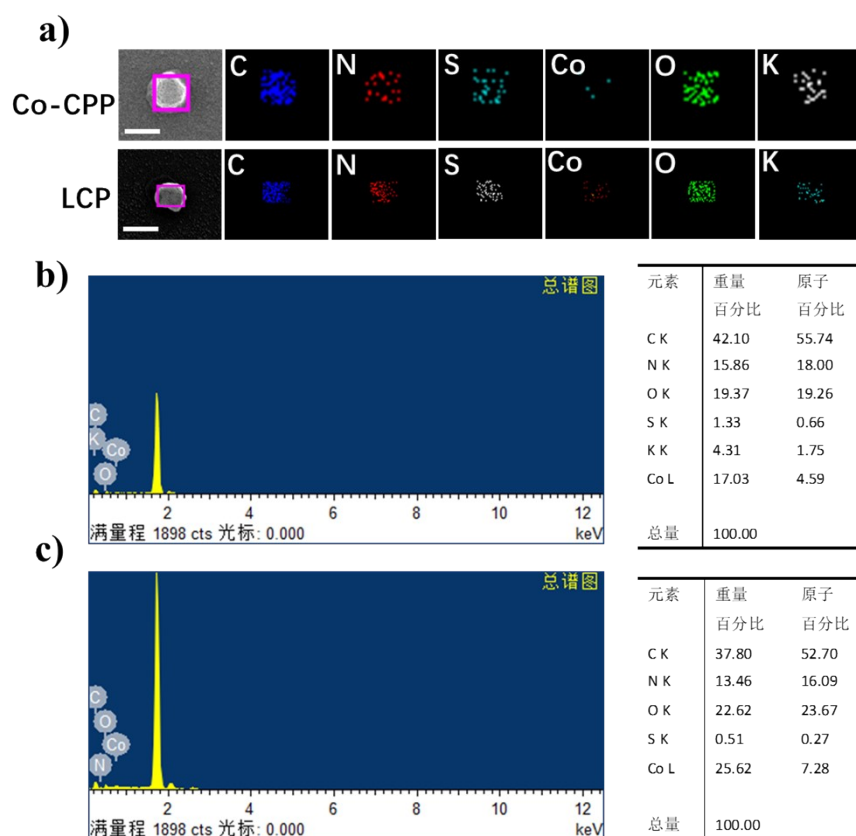 a)
Co-CPP C N S Co O K
LCP C N S Co O K
b)
总谱图
C
K
Co
O
2 4 6 8 10 12
满量程 1898 cts 光标: 0.000 keV
元素 重量 原子
百分比 百分比
C K 42.10 55.74
N K 15.86 18.00
O K 19.37 19.26
S K 1.33 0.66
K K 4.31 1.75
Co L 17.03 4.59
总量 100.00
c)
总谱图
C
O
Co
N
2 4 6 8 10 12
满量程 1898 cts 光标: 0.000 keV
元素 重量 原子
百分比 百分比
C K 37.80 52.70
N K 13.46 16.09
O K 22.62 23.67
S K 0.51 0.27
Co L 25.62 7.28
总量 100.00